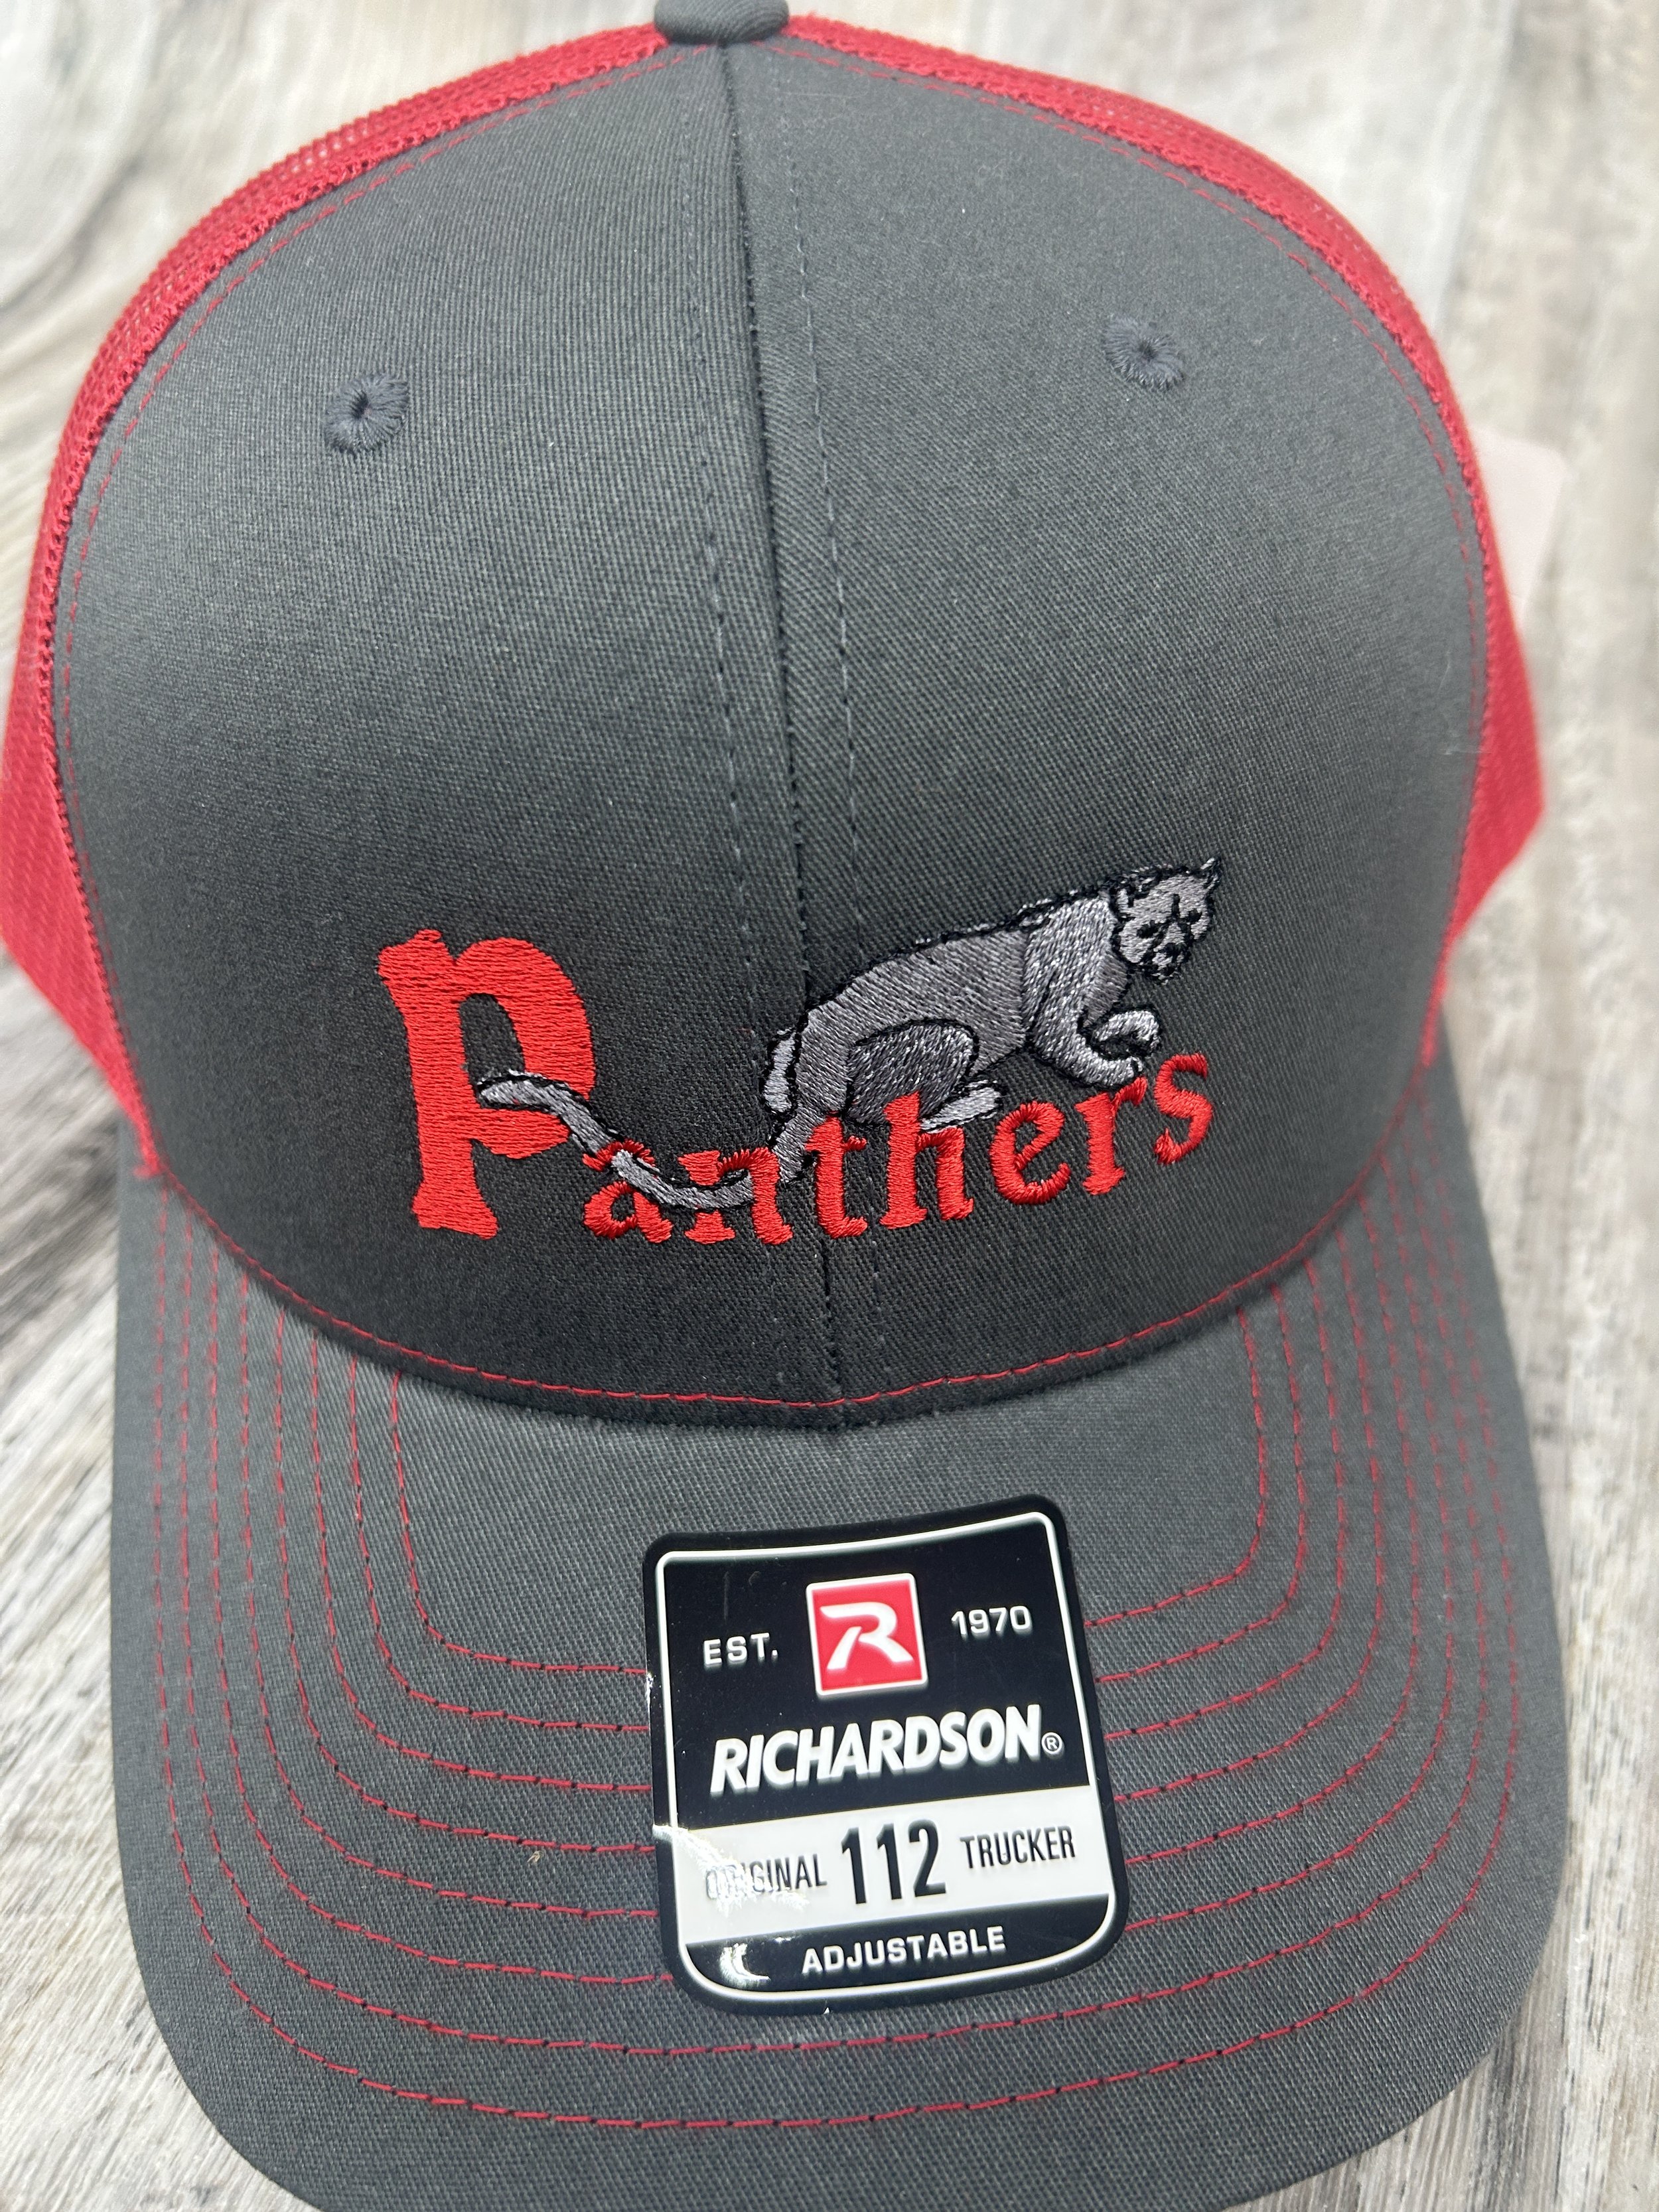 Panthers
EST. R 1970
RICHARDSON®
ORIGINAL 112 TRUCKER
ADJUSTABLE